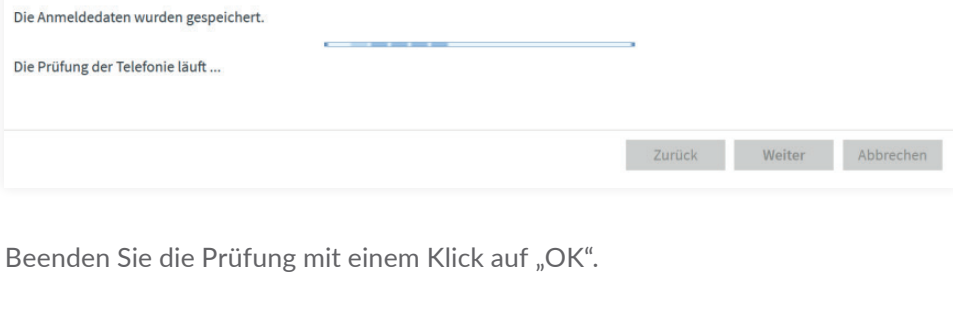 Die Anmeldedaten wurden gespeichert.
Die Prüfung der Telefonie läuft ...
Zurück Weiter Abbrechen
Beenden Sie die Prüfung mit einem Klick auf „OK“.